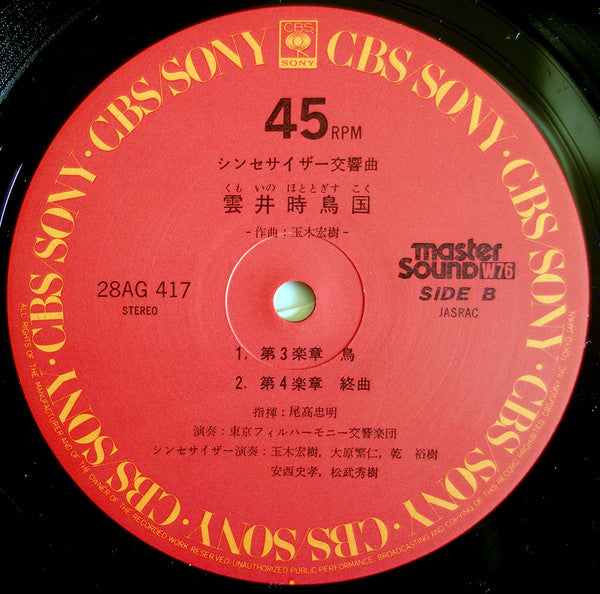 CBS
SONY
CBS/SONY · CBS/SONY · CBS/SONY · CBS/SONY · CBS/SONY · CBS/SONY · CBS/SONY
45 RPM
シンセサイザー交響曲
くも いの ほととぎす こく
雲井時鳥国
- 作曲：玉木宏樹 -
28AG 417
STEREO
master
SOUND W76
SIDE B
JASRAC
1. 第3楽章 鳥
2. 第4楽章 終曲
指揮：尾高忠明
演奏：東京フィルハーモニー交響楽団
シンセサイザー演奏：玉木宏樹, 大原繁仁, 乾 裕樹
安西史孝, 松武秀樹
ALL RIGHTS OF THE MANUFACTURER AND OF THE OWNER OF THE RECORDED WORK RESERVED. UNAUTHORIZED PUBLIC PERFORMANCE, BROADCASTING AND COPYING OF THIS RECORD PROHIBITED. CBS/SONY INC. TOKYO JAPAN.